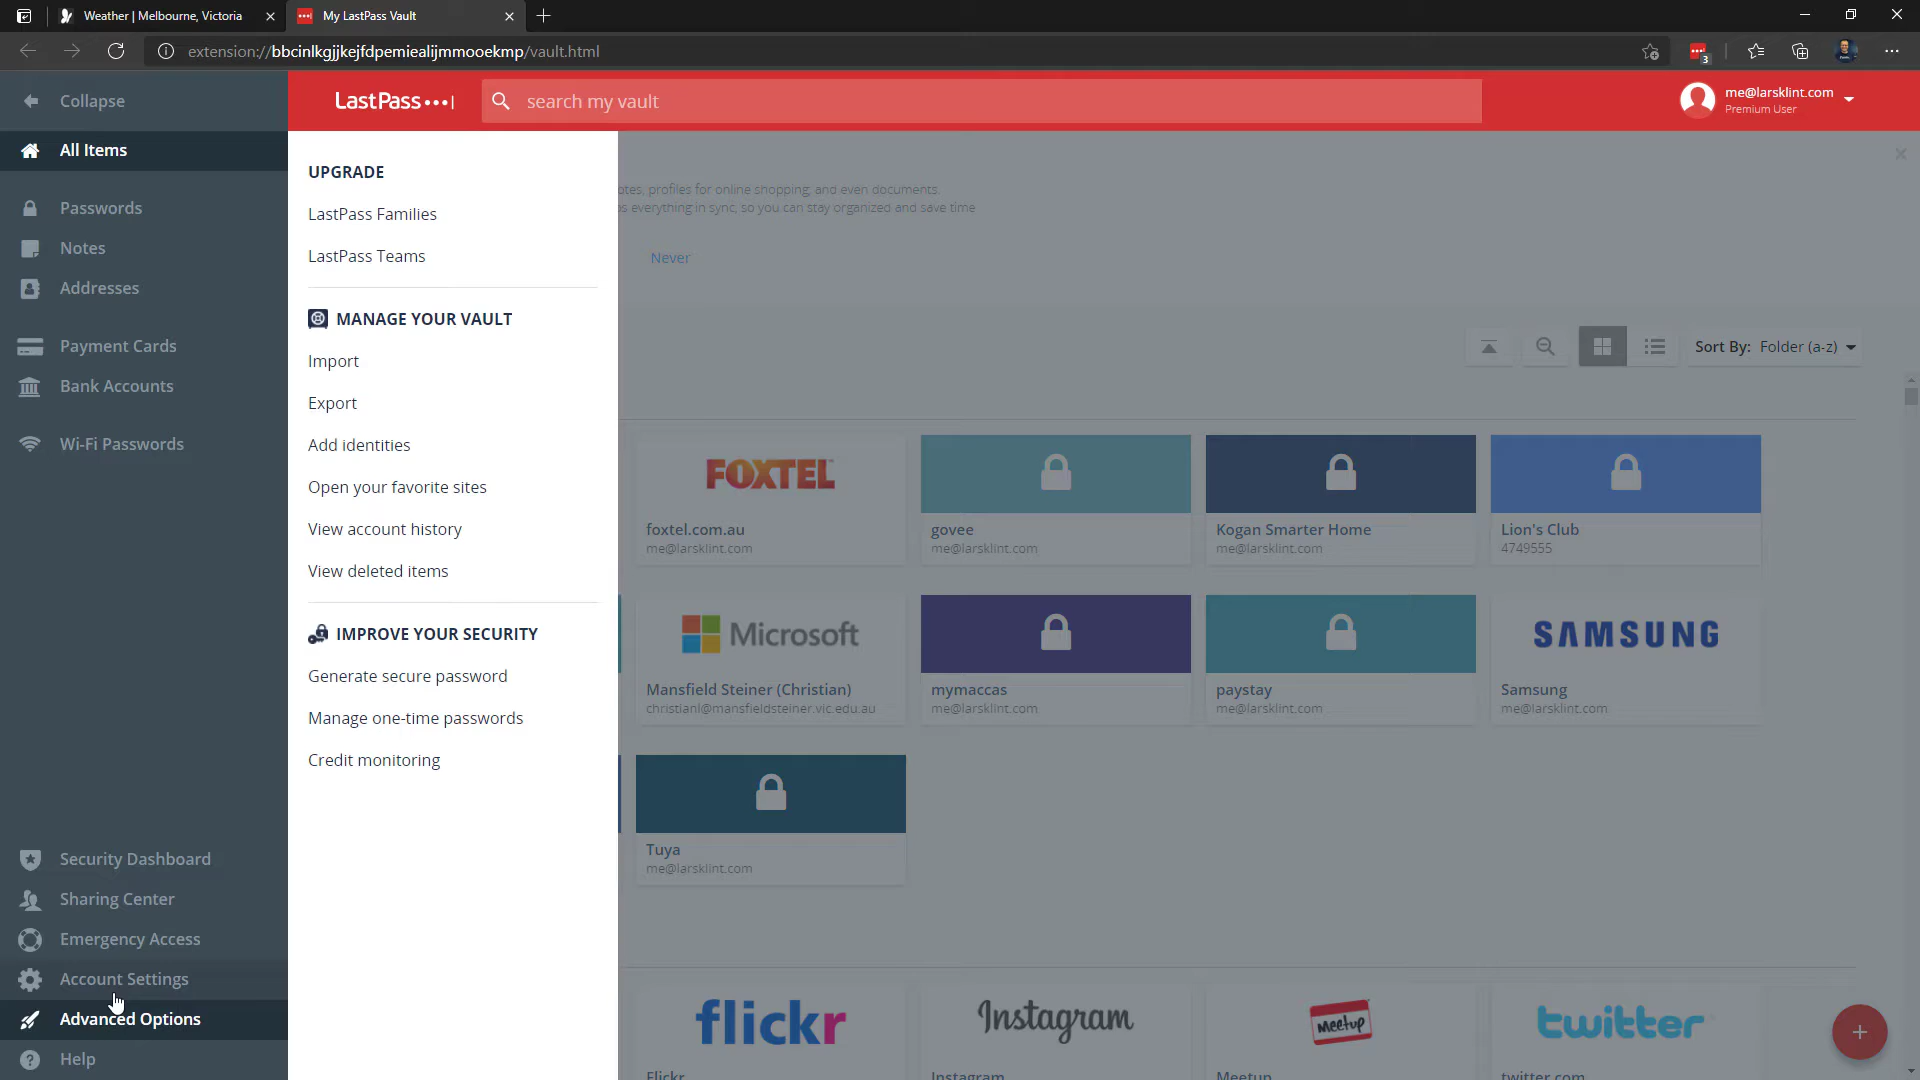 Weather | Melbourne, Victoria
My LastPass Vault
extension://bbcinlkgjjkejfdpemiealijmmooekmp/vault.html
3
Collapse
LastPass
search my vault
me@larsklint.com
Premium User
All Items
Passwords
Notes
Addresses
Payment Cards
Bank Accounts
Wi-Fi Passwords
Security Dashboard
Sharing Center
Emergency Access
Account Settings
Advanced Options
Help
UPGRADE
LastPass Families
LastPass Teams
MANAGE YOUR VAULT
Import
Export
Add identities
Open your favorite sites
View account history
View deleted items
IMPROVE YOUR SECURITY
Generate secure password
Manage one-time passwords
Credit monitoring
profiles for online shopping, and even documents.
everything in sync, so you can stay organized and save time
Never
Sort By: Folder (a-z)
FOXTEL
foxtel.com.au
me@larsklint.com
govee
me@larsklint.com
Kogan Smarter Home
me@larsklint.com
Lion's Club
4749555
Microsoft
Mansfield Steiner (Christian)
christianl@mansfieldsteiner.vic.edu.au
mymaccas
me@larsklint.com
paystay
me@larsklint.com
SAMSUNG
Samsung
me@larsklint.com
Tuya
me@larsklint.com
flickr
Flickr
Instagram
Instagram
Meetup
Meetup
twitter
twitter.com